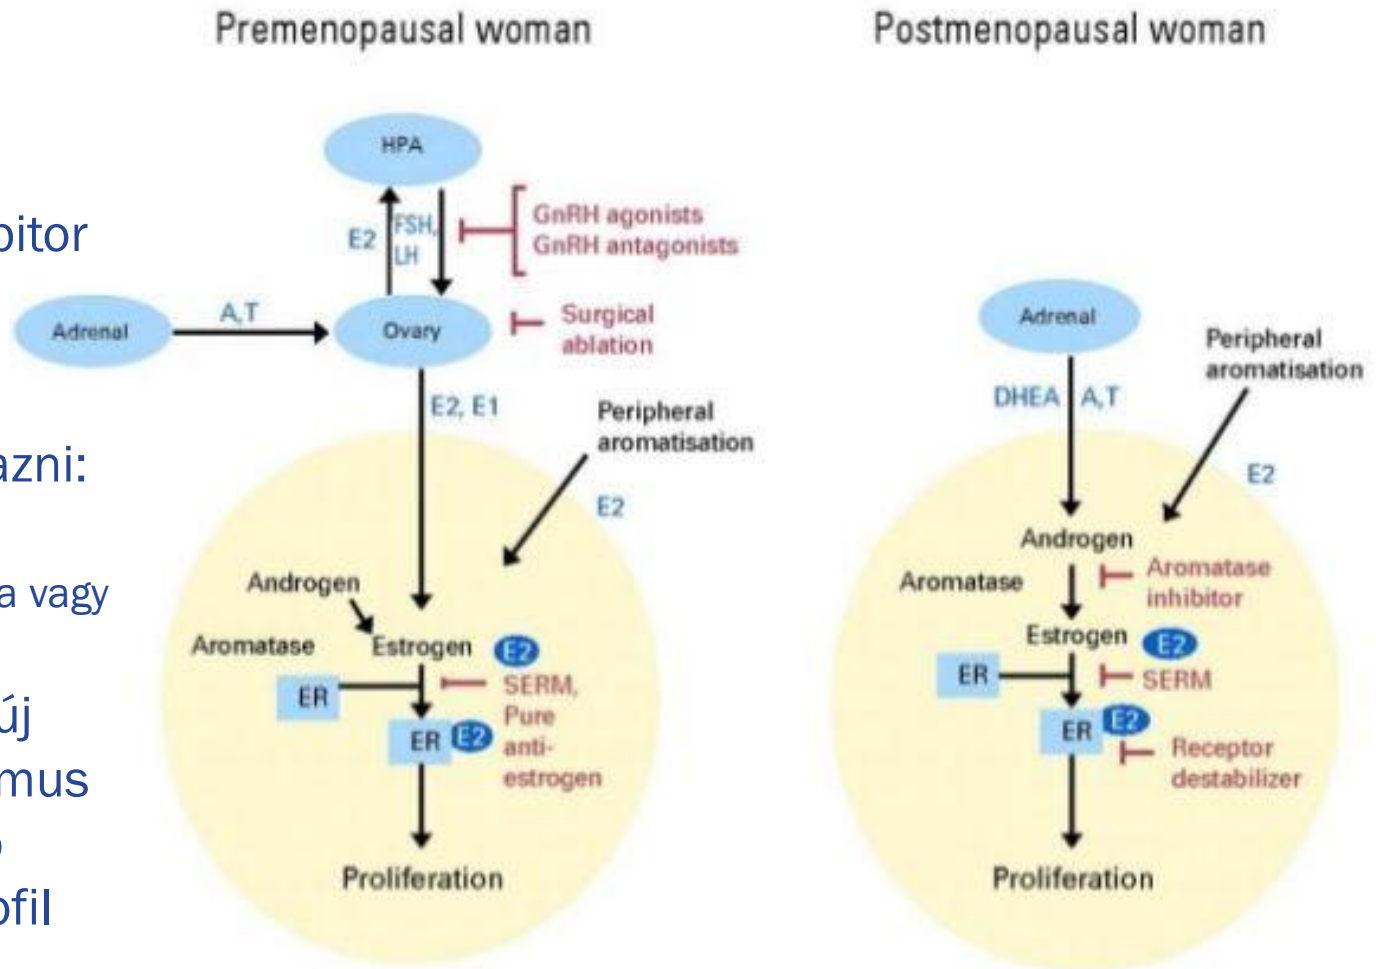 Premenopausal woman
Postmenopausal woman
bitor
azni:
a vagy
új
mus
ofil
HPA
E2
FSH,
LH
GnRH agonists
GnRH antagonists
Adrenal
A,T
Ovary
Surgical
ablation
E2, E1
Peripheral
aromatisation
E2
Androgen
Aromatase
Estrogen
E2
ER
SERM,
Pure
anti-
estrogen
ER
E2
Proliferation
Adrenal
Peripheral
aromatisation
DHEA
A,T
E2
Androgen
Aromatase
Aromatase
inhibitor
Estrogen
E2
ER
SERM
ER
E2
Receptor
destabilizer
Proliferation